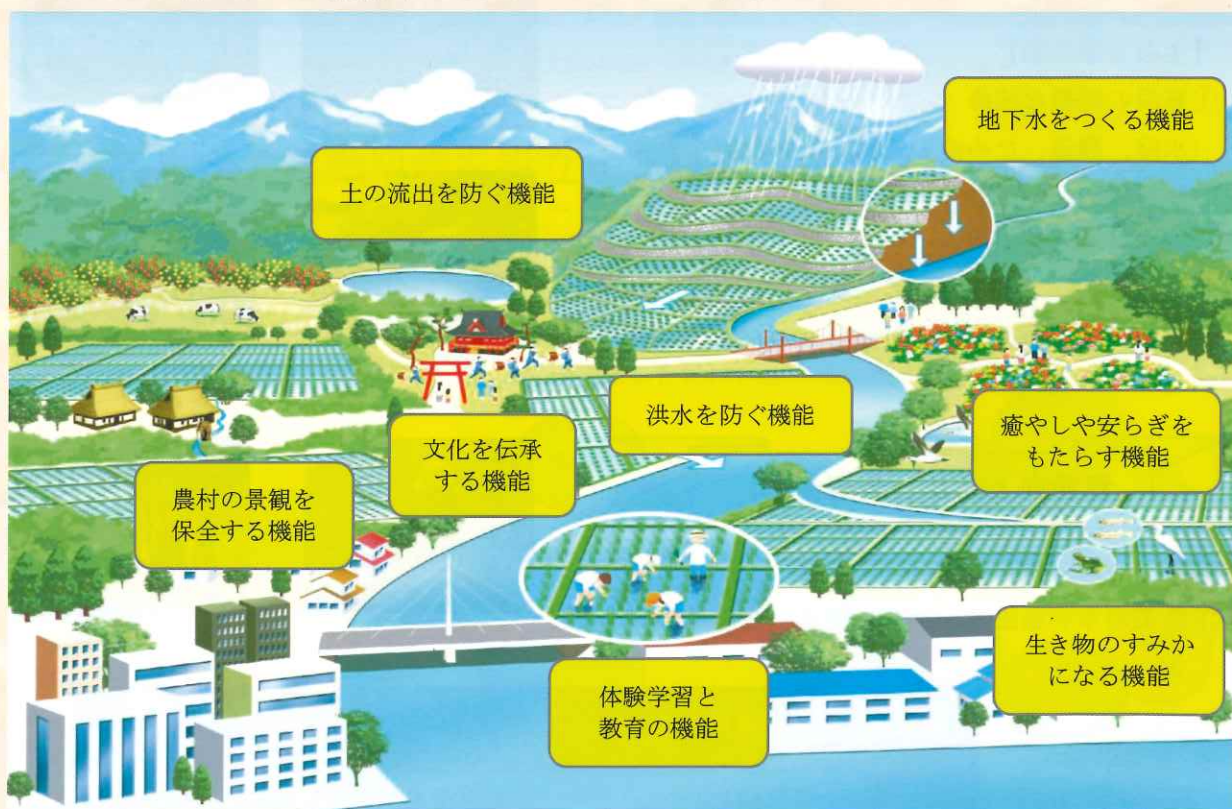 地下水をつくる機能
土の流出を防ぐ機能
洪水を防ぐ機能
癒やしや安らぎを
もたらす機能
文化を伝承
する機能
農村の景観を
保全する機能
生き物のすみか
になる機能
体験学習と
教育の機能